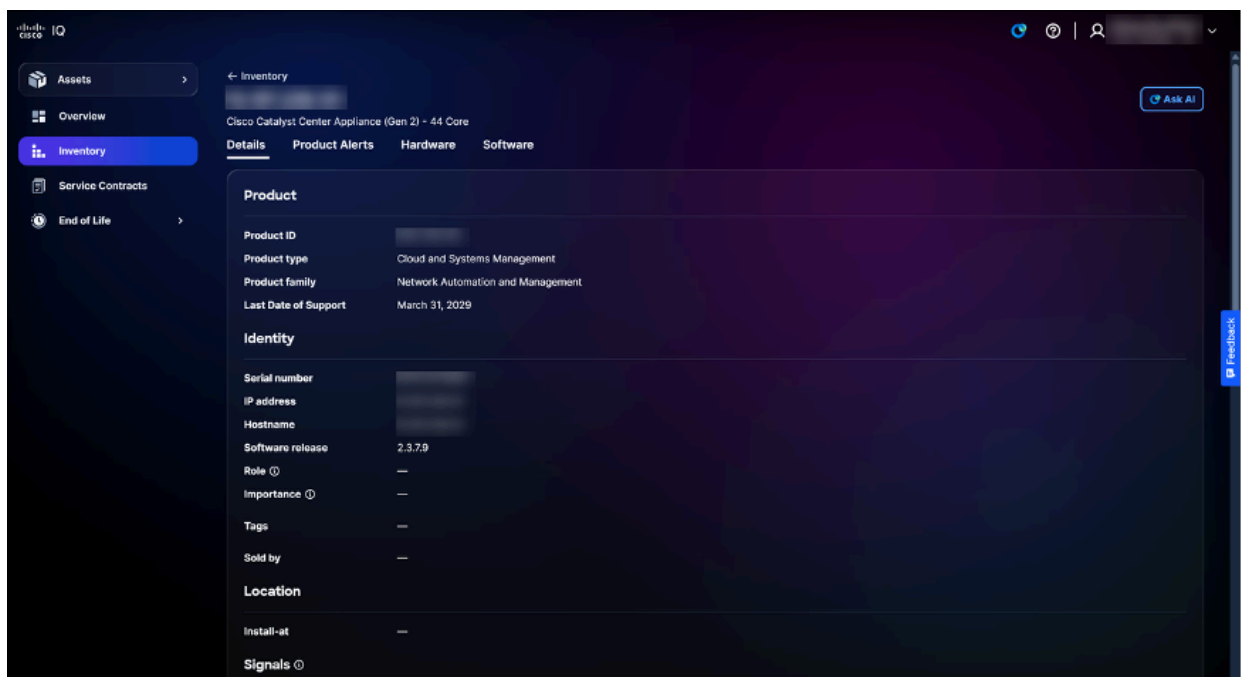 cisco IQ
Assets
Overview
Inventory
Service Contracts
End of Life
← Inventory
Ask AI
Cisco Catalyst Center Appliance (Gen 2) - 44 Core
Details Product Alerts Hardware Software
Product
Product ID
Product type Cloud and Systems Management
Product family Network Automation and Management
Last Date of Support March 31, 2029
Identity
Serial number
IP address
Hostname
Software release 2.3.7.9
Role —
Importance —
Tags —
Sold by —
Location
Install-at —
Signals
Feedback